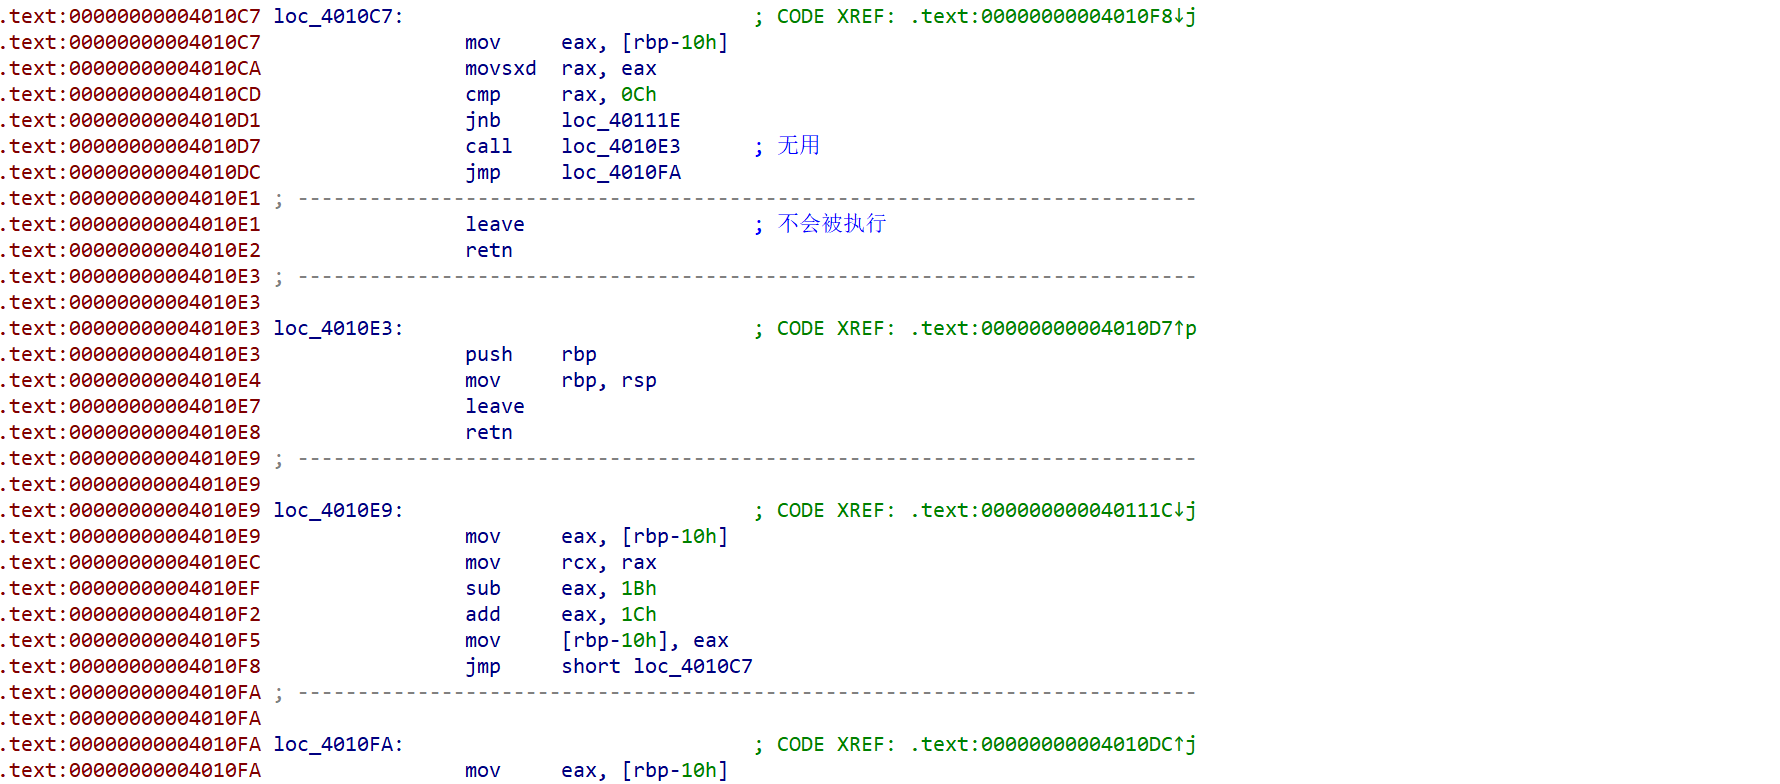 .text:00000000004010C7 loc_4010C7: ; CODE XREF: .text:00000000004010F8↓j
.text:00000000004010C7 mov eax, [rbp-10h]
.text:00000000004010CA movsxd rax, eax
.text:00000000004010CD cmp rax, 0Ch
.text:00000000004010D1 jnb loc_40111E
.text:00000000004010D7 call loc_4010E3 ; 无用
.text:00000000004010DC jmp loc_4010FA
.text:00000000004010E1 ; ---------------------------------------------------------------------------
.text:00000000004010E1 leave ; 不会被执行
.text:00000000004010E2 retn
.text:00000000004010E3 ; ---------------------------------------------------------------------------
.text:00000000004010E3
.text:00000000004010E3 loc_4010E3: ; CODE XREF: .text:00000000004010D7↑p
.text:00000000004010E3 push rbp
.text:00000000004010E4 mov rbp, rsp
.text:00000000004010E7 leave
.text:00000000004010E8 retn
.text:00000000004010E9 ; ---------------------------------------------------------------------------
.text:00000000004010E9
.text:00000000004010E9 loc_4010E9: ; CODE XREF: .text:000000000040111C↓j
.text:00000000004010E9 mov eax, [rbp-10h]
.text:00000000004010EC mov rcx, rax
.text:00000000004010EF sub eax, 1Bh
.text:00000000004010F2 add eax, 1Ch
.text:00000000004010F5 mov [rbp-10h], eax
.text:00000000004010F8 jmp short loc_4010C7
.text:00000000004010FA ; ---------------------------------------------------------------------------
.text:00000000004010FA
.text:00000000004010FA loc_4010FA: ; CODE XREF: .text:00000000004010DC↑j
.text:00000000004010FA mov eax, [rbp-10h]